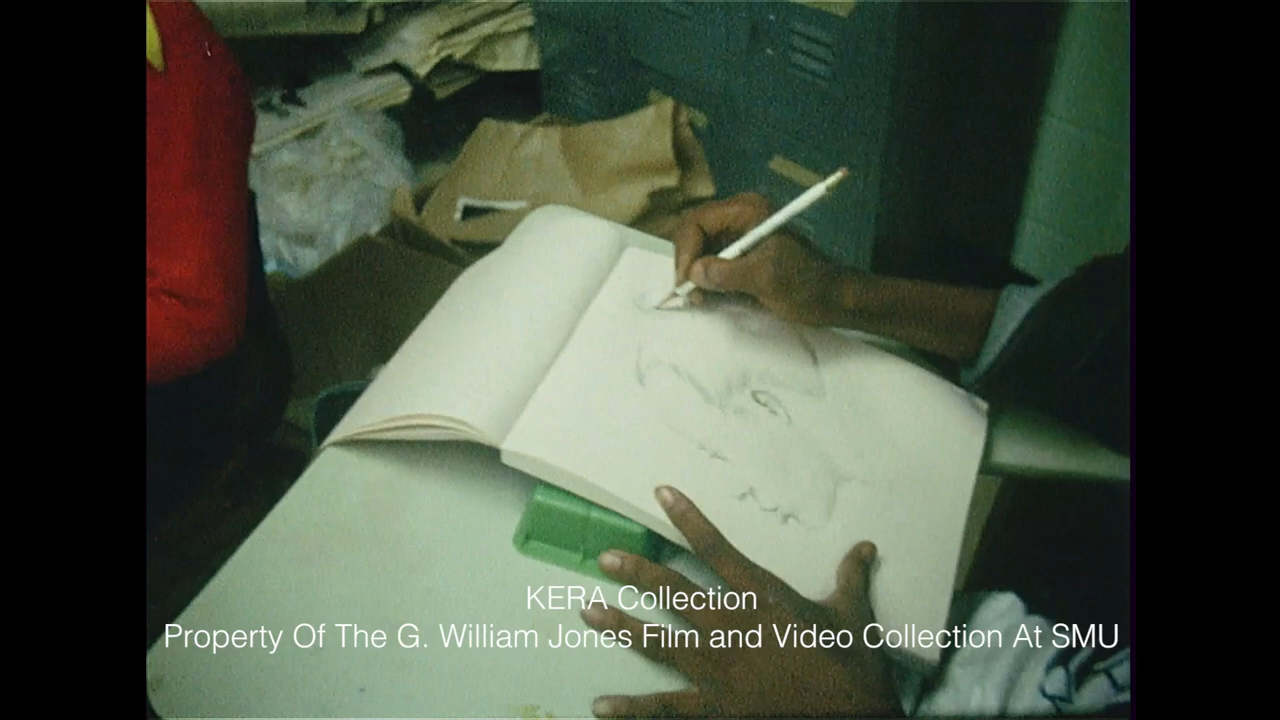 KERA Collection
Property Of The G. William Jones Film and Video Collection At SMU